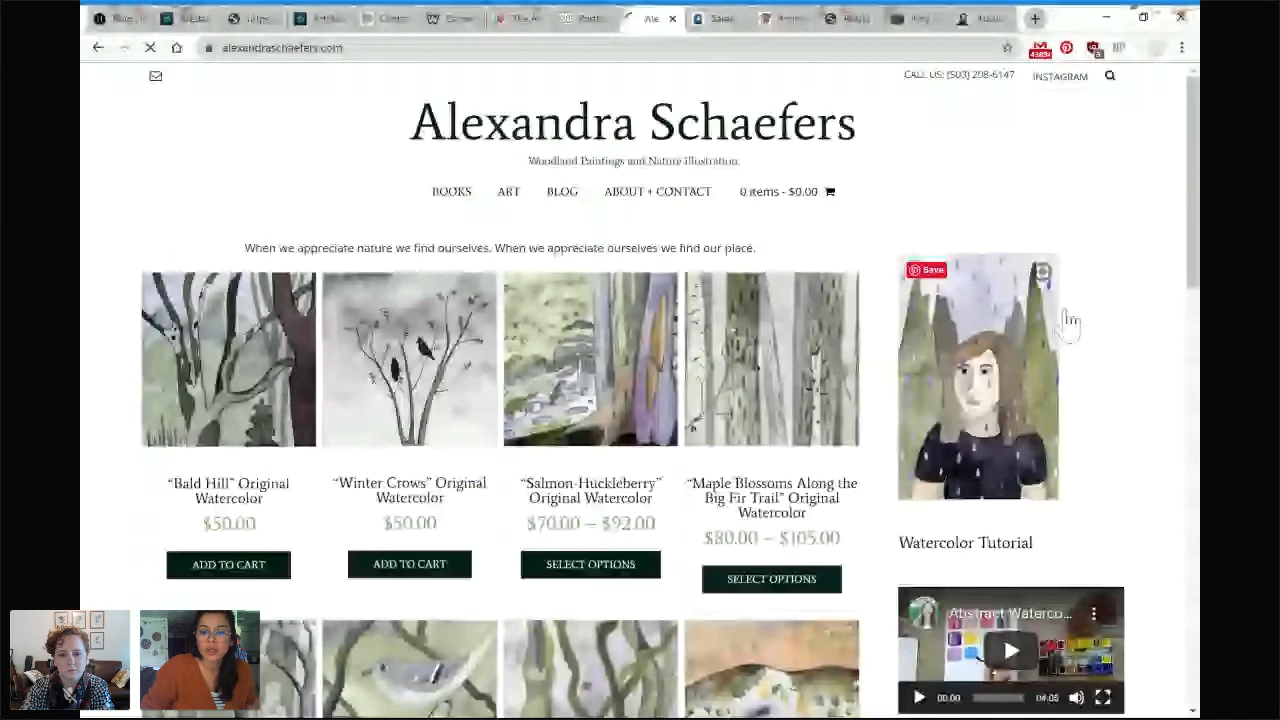 Ale
alexandraschaefers.com
CALL US: (503) 208-6147
INSTAGRAM
Alexandra Schaefers
Woodland Paintings and Nature Illustration
BOOKS ART BLOG ABOUT + CONTACT 0 items - $0.00
When we appreciate nature we find ourselves. When we appreciate ourselves we find our place.
Save
"Bald Hill" Original
Watercolor
$50.00
ADD TO CART
"Winter Crows" Original
Watercolor
$50.00
ADD TO CART
"Salmon-Huckleberry"
Original Watercolor
$70.00 – $92.00
SELECT OPTIONS
"Maple Blossoms Along the
Big Fir Trail" Original
Watercolor
$80.00 – $105.00
SELECT OPTIONS
Watercolor Tutorial
Abstract Waterco...
00:00 04:05